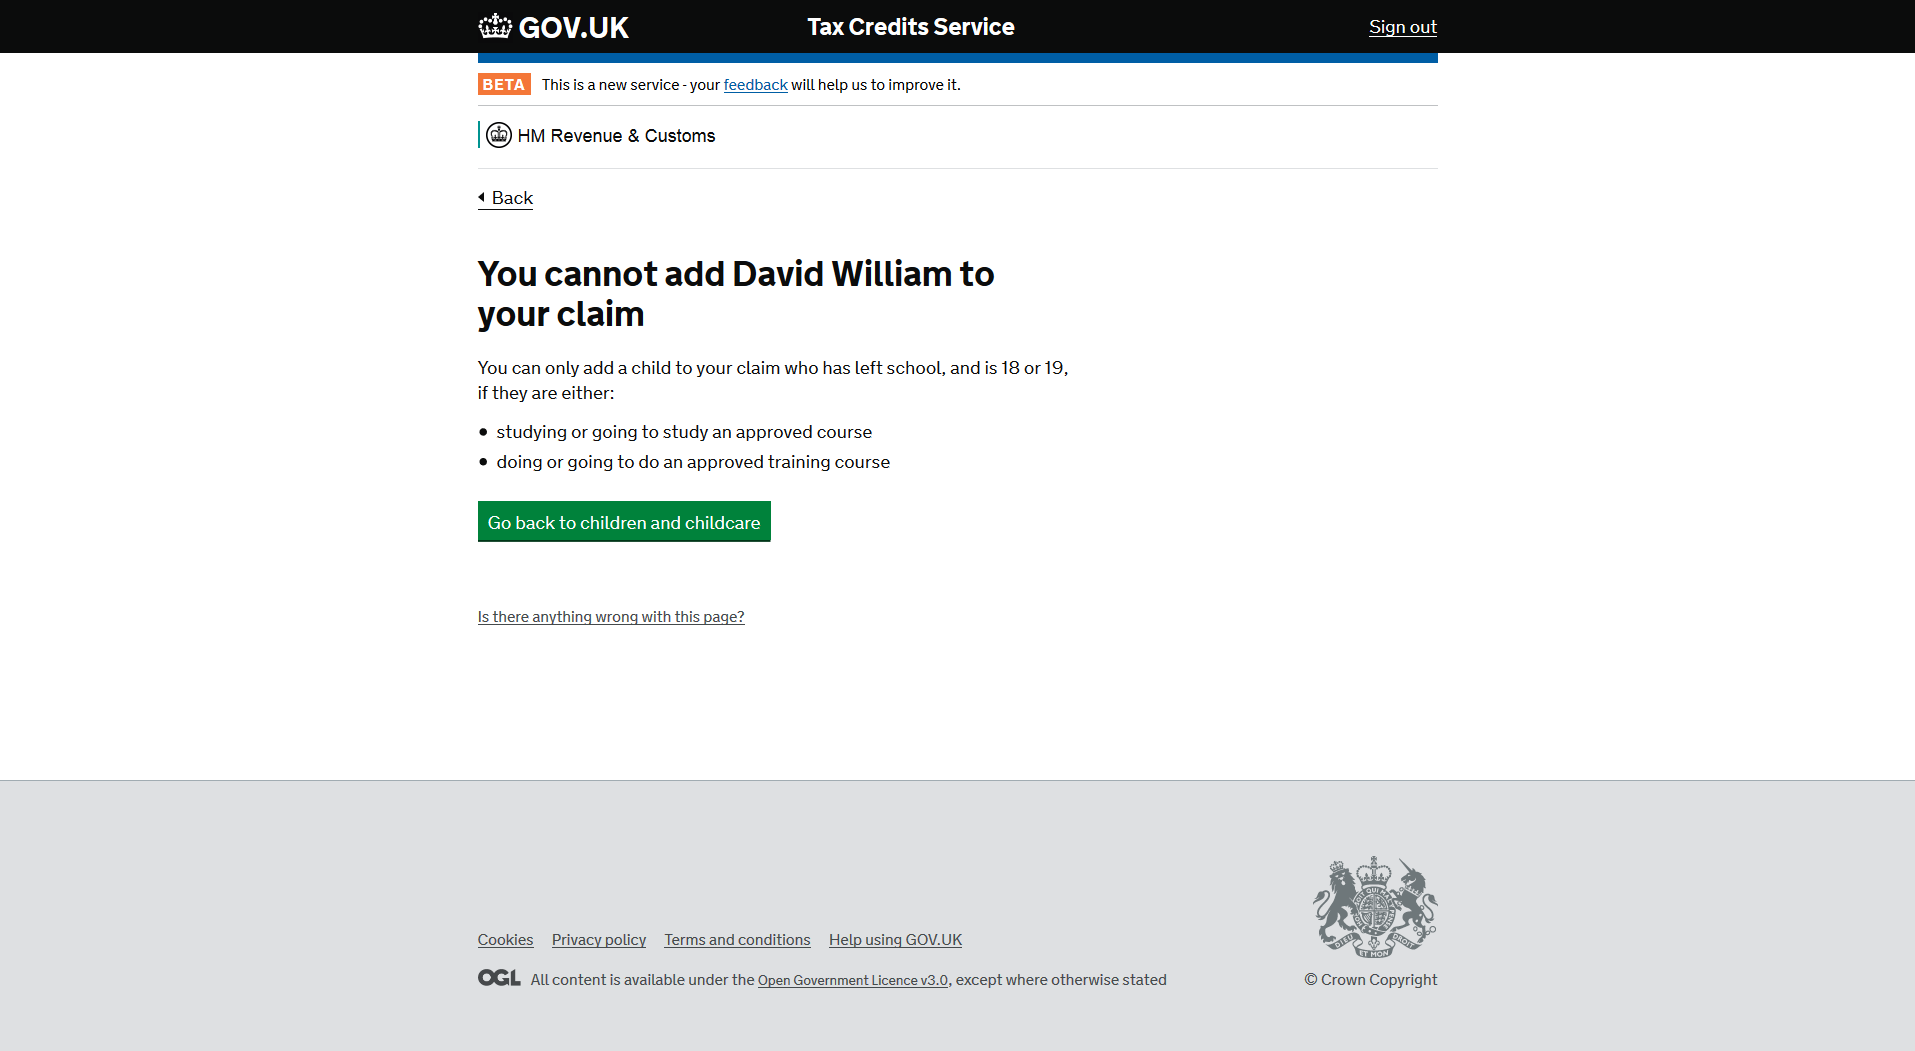 GOV.UK Tax Credits Service Sign out
BETA This is a new service - your feedback will help us to improve it.
HM Revenue & Customs
Back
You cannot add David William to
your claim
You can only add a child to your claim who has left school, and is 18 or 19,
if they are either:
• studying or going to study an approved course
• doing or going to do an approved training course
Go back to children and childcare
Is there anything wrong with this page?
Cookies Privacy policy Terms and conditions Help using GOV.UK
OGL All content is available under the Open Government Licence v3.0, except where otherwise stated
DIEU ET MON DROIT
© Crown Copyright